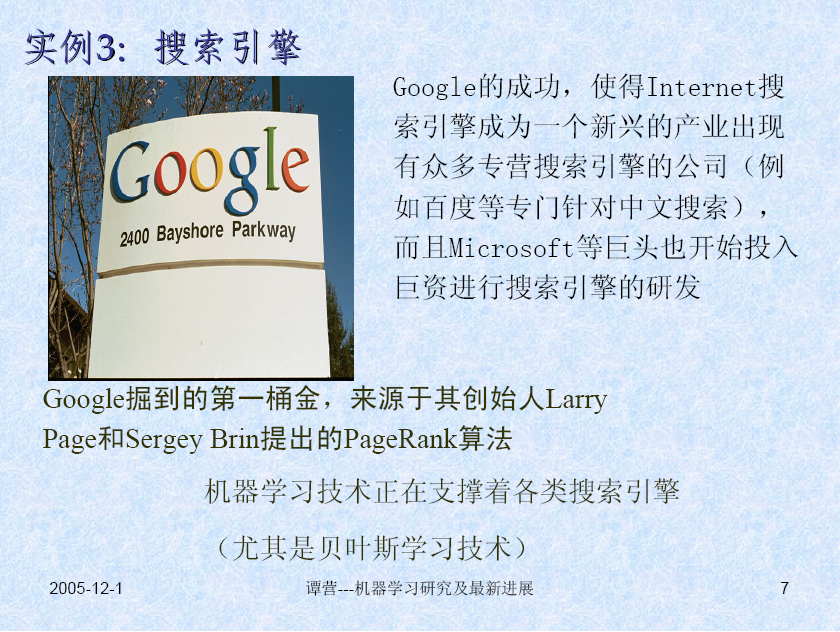 实例3: 搜索引擎
Google
2400 Bayshore Parkway
Google的成功，使得Internet搜
索引擎成为一个新兴的产业出现
有众多专营搜索引擎的公司（例
如百度等专门针对中文搜索），
而且Microsoft等巨头也开始投入
巨资进行搜索引擎的研发
Google掘到的第一桶金，来源于其创始人Larry
Page和Sergey Brin提出的PageRank算法
机器学习技术正在支撑着各类搜索引擎
（尤其是贝叶斯学习技术）
2005-12-1
谭营---机器学习研究及最新进展
7